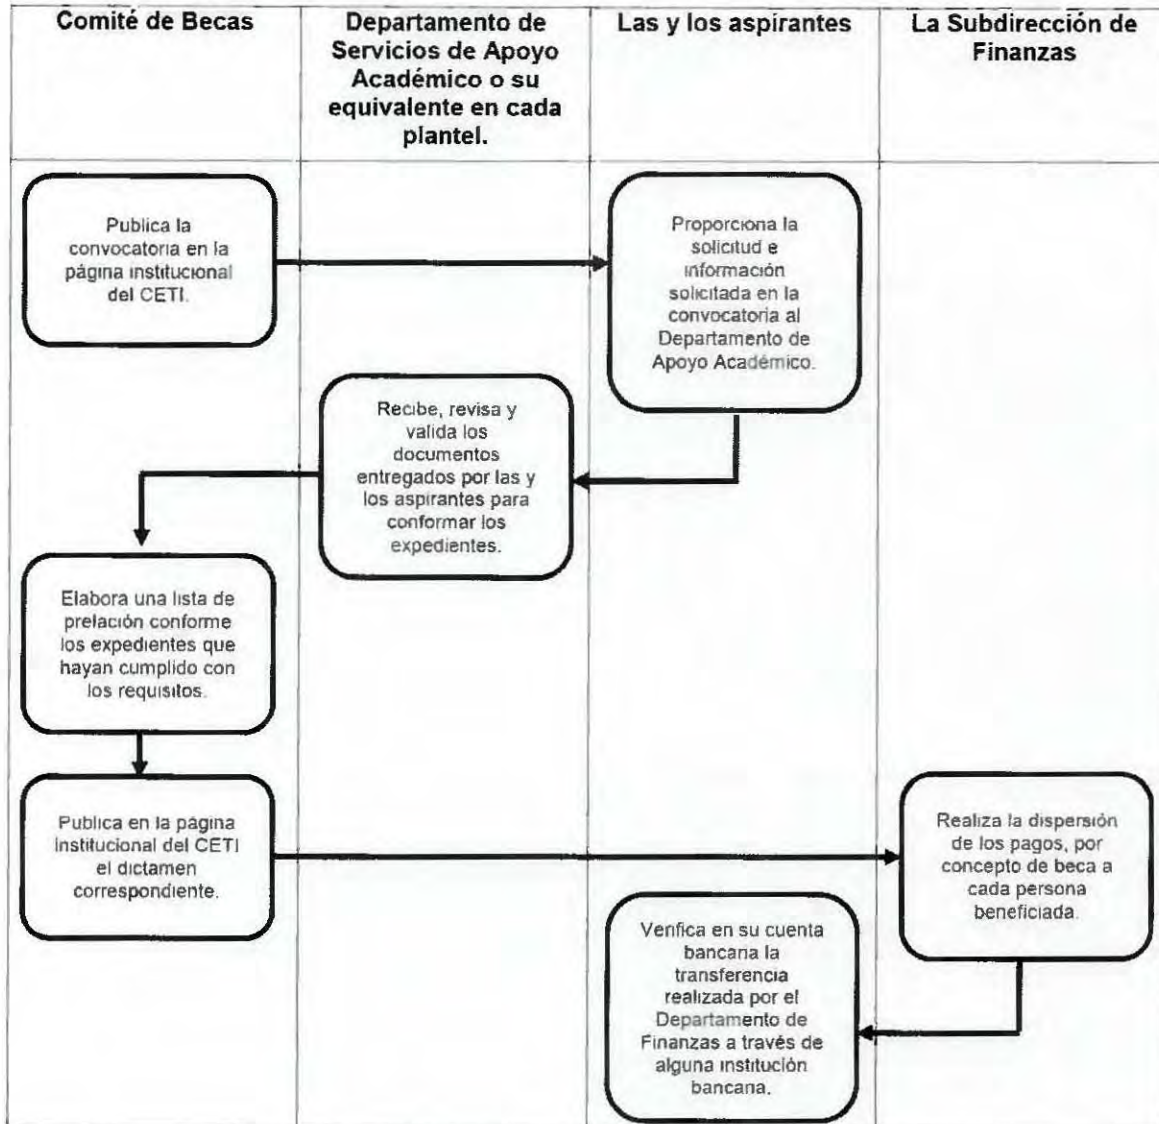 Comité de Becas
Departamento de
Servicios de Apoyo
Académico o su
equivalente en cada
plantel.
Las y los aspirantes
La Subdirección de
Finanzas
Publica la
convocatoria en la
página institucional
del CETI.
Proporciona la
solicitud e
información
solicitada en la
convocatoria al
Departamento de
Apoyo Académico.
Recibe, revisa y
valida los
documentos
entregados por las y
los aspirantes para
conformar los
expedientes.
Elabora una lista de
prelación conforme
los expedientes que
hayan cumplido con
los requisitos.
Publica en la página
Institucional del CETI
el dictamen
correspondiente.
Realiza la dispersión
de los pagos, por
concepto de beca a
cada persona
beneficiada.
Verifica en su cuenta
bancaria la
transferencia
realizada por el
Departamento de
Finanzas a través de
alguna institución
bancaria.